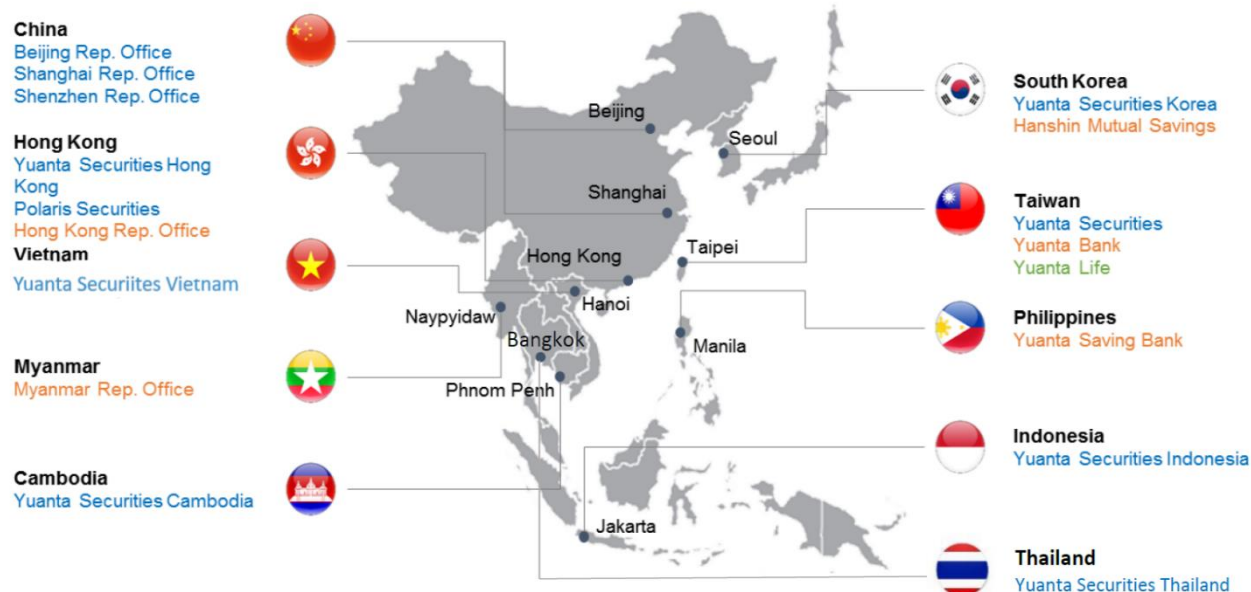 China
Beijing Rep. Office
Shanghai Rep. Office
Shenzhen Rep. Office
Hong Kong
Yuanta Securities Hong
Kong
Polaris Securities
Hong Kong Rep. Office
Vietnam
Yuanta Securiites Vietnam
Myanmar
Myanmar Rep. Office
Cambodia
Yuanta Securities Cambodia
Beijing
Seoul
Shanghai
Taipei
Hong Kong
Hanoi
Naypyidaw
Bangkok
Manila
Phnom Penh
Jakarta
South Korea
Yuanta Securities Korea
Hanshin Mutual Savings
Taiwan
Yuanta Securities
Yuanta Bank
Yuanta Life
Philippines
Yuanta Saving Bank
Indonesia
Yuanta Securities Indonesia
Thailand
Yuanta Securities Thailand